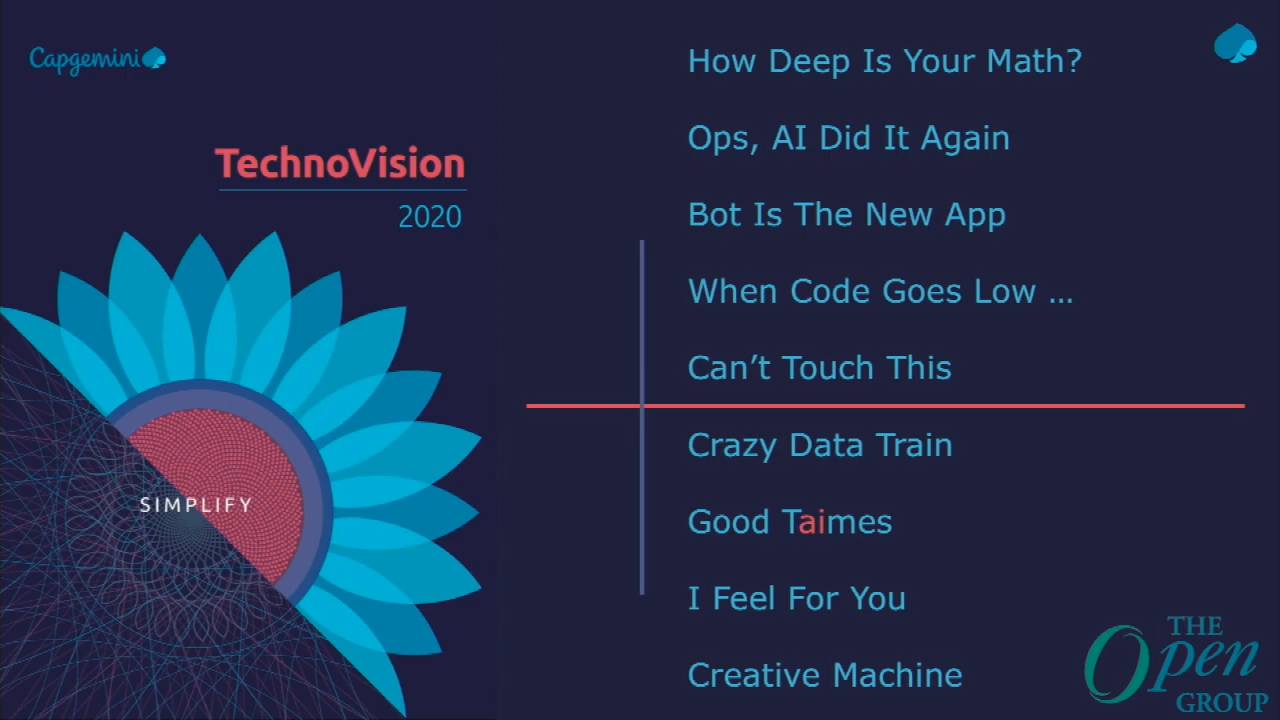 Capgemini
TechnoVision
2020
SIMPLIFY
How Deep Is Your Math?
Ops, AI Did It Again
Bot Is The New App
When Code Goes Low ...
Can’t Touch This
Crazy Data Train
Good Taimes
I Feel For You
Creative Machine
THE
Open
GROUP